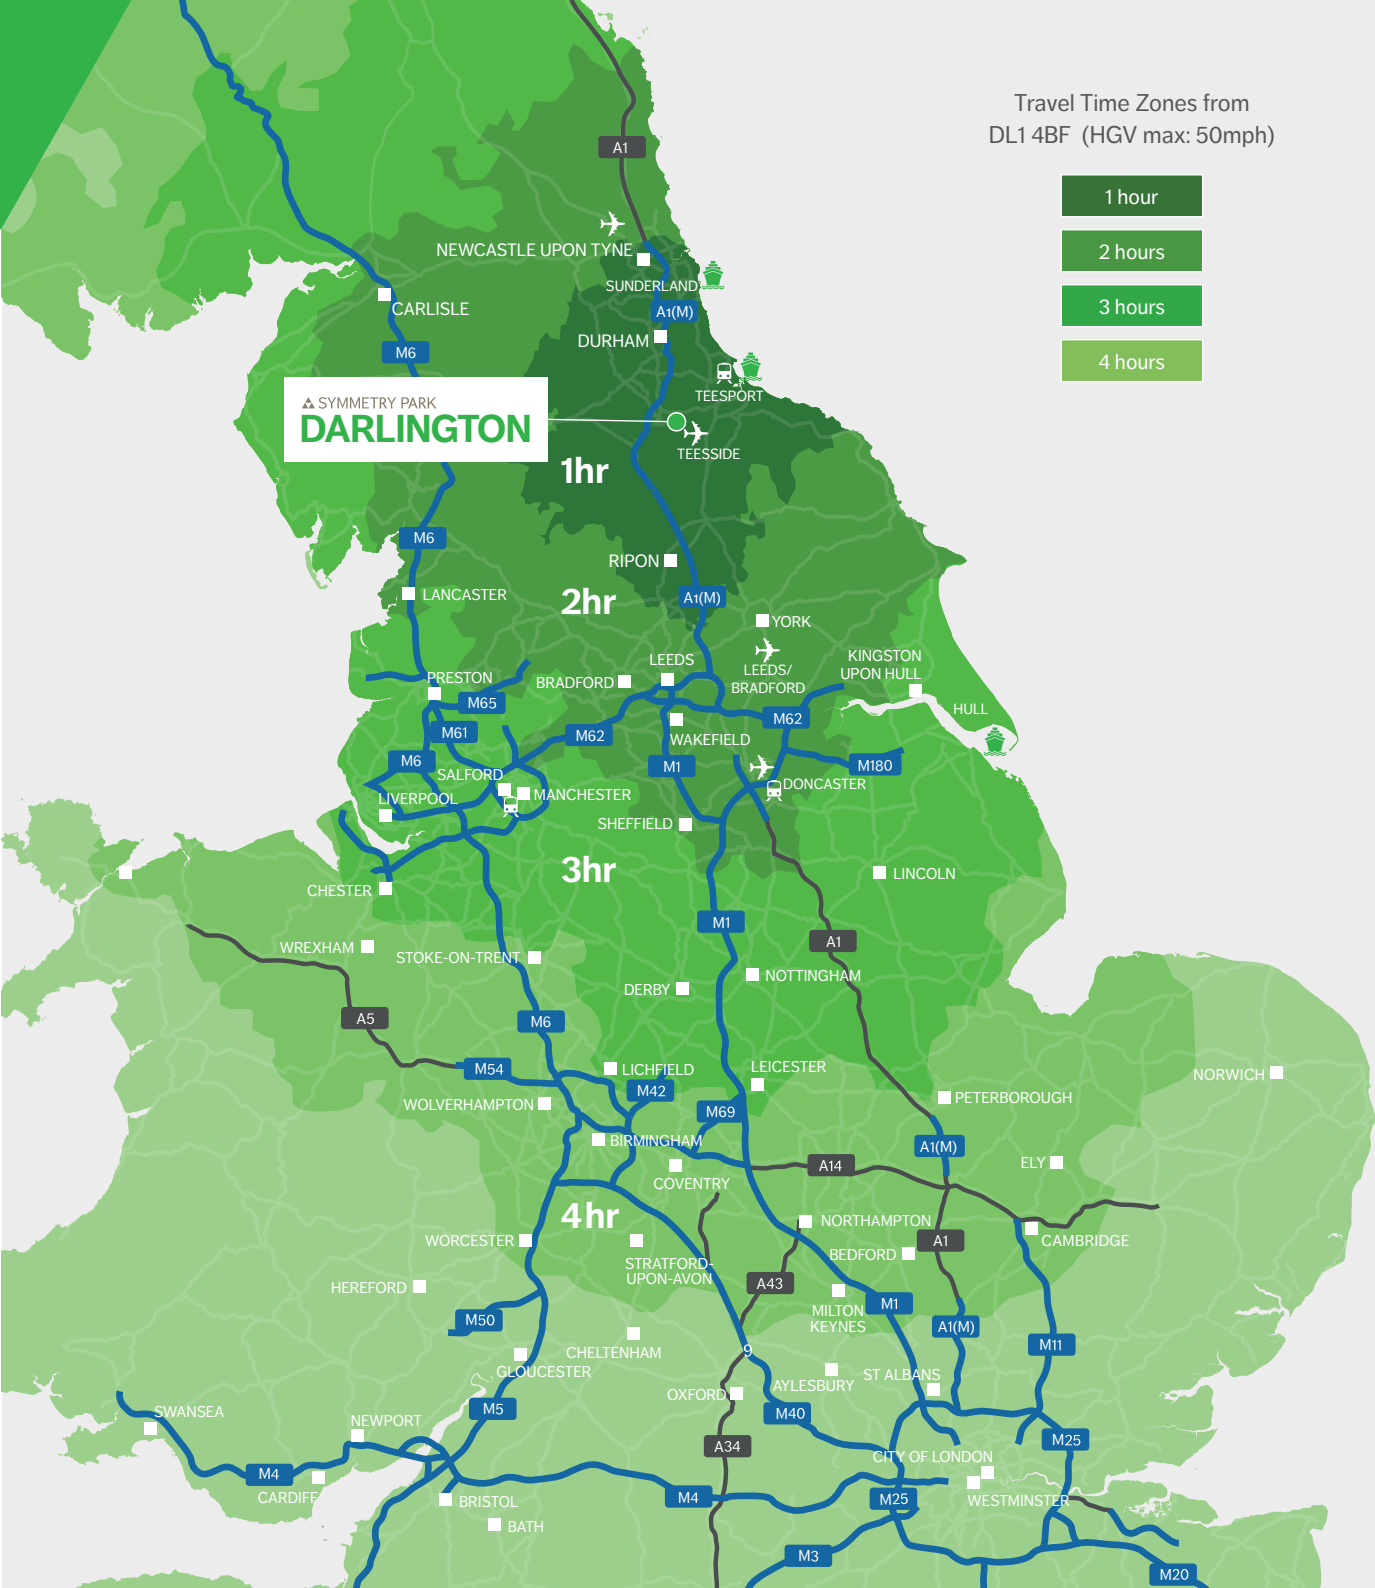 Travel Time Zones from
DL1 4BF (HGV max: 50mph)
1 hour
2 hours
3 hours
4 hours
A1
NEWCASTLE UPON TYNE
SUNDERLAND
CARLISLE
A1(M)
DURHAM
M6
TEESPORT
SYMMETRY PARK
DARLINGTON
TEESSIDE
1hr
M6
RIPON
LANCASTER
2hr
A1(M)
YORK
LEEDS
KINGSTON
UPON HULL
LEEDS/
BRADFORD
PRESTON
BRADFORD
M65
HULL
M62
M61
M62
WAKEFIELD
M6
M1
M180
SALFORD
DONCASTER
LIVERPOOL
MANCHESTER
SHEFFIELD
3hr
LINCOLN
CHESTER
M1
A1
WREXHAM
STOKE-ON-TRENT
NOTTINGHAM
DERBY
A5
M6
M54
LICHFIELD
LEICESTER
NORWICH
M42
WOLVERHAMPTON
M69
PETERBOROUGH
BIRMINGHAM
A1(M)
A14
ELY
COVENTRY
4hr
NORTHAMPTON
WORCESTER
A1
CAMBRIDGE
BEDFORD
STRATFORD-
UPON-AVON
HEREFORD
A43
M1
MILTON
KEYNES
M50
A1(M)
M11
9
CHELTENHAM
GLOUCESTER
AYLESBURY
ST ALBANS
OXFORD
M5
SWANSEA
M40
NEWPORT
M25
A34
CITY OF LONDON
M4
CARDIFF
M4
M25
WESTMINSTER
BRISTOL
BATH
M3
M20